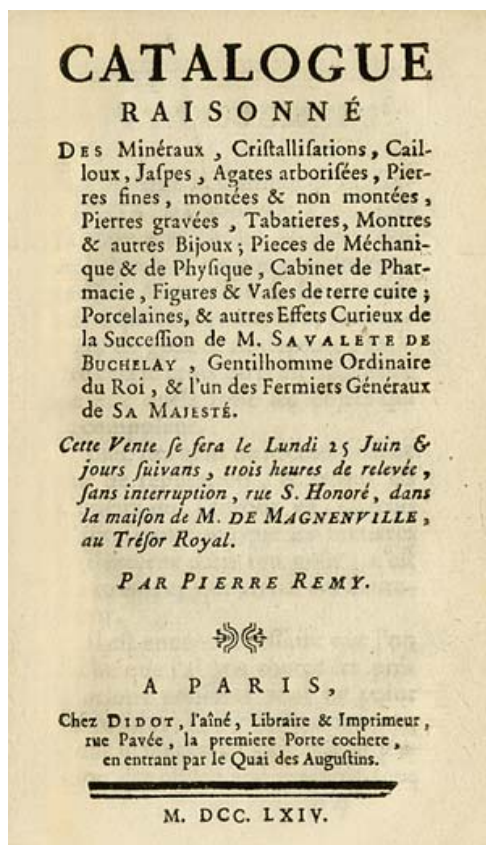 CATALOGUE
RAISONNÉ
DES Minéraux, Criſtalliſations, Cail-
loux, Jaſpes, Agates arboriſées, Pier-
res fines, montées & non montées,
Pierres gravées, Tabatieres, Montres
& autres Bijoux; Pieces de Méchani-
que & de Phyſique, Cabinet de Phar-
macie, Figures & Vaſes de terre cuite;
Porcelaines, & autres Effets Curieux de
la Succeſſion de M. SAVALETE DE
BUCHELAY, Gentilhomme Ordinaire
du Roi, & l'un des Fermiers Généraux
de SA MAJESTÉ.
Cette Vente ſe fera le Lundi 25 Juin &
jours ſuivans, trois heures de relevée,
ſans interruption, rue S. Honoré, dans
la maiſon de M. DE MAGNENVILLE,
au Tréſor Royal.
PAR PIERRE REMY.
A PARIS,
Chez DIDOT, l'aîné, Libraire & Imprimeur,
rue Pavée, la premiere Porte cochere,
en entrant par le Quai des Auguſtins.
M. DCC. LXIV.